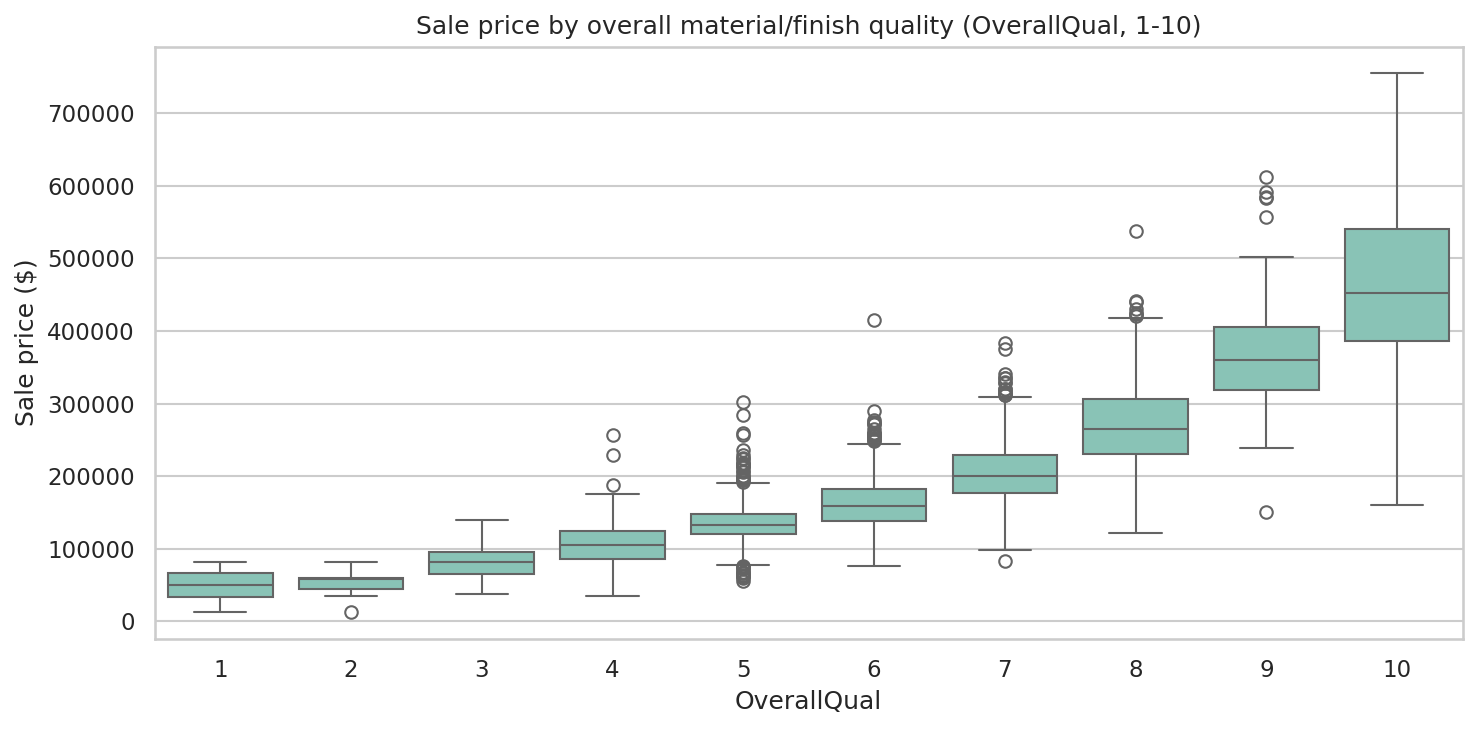 Sale price by overall material/finish quality (OverallQual, 1-10)
Sale price ($)
700000
600000
500000
400000
300000
200000
100000
0
1 2 3 4 5 6 7 8 9 10
OverallQual